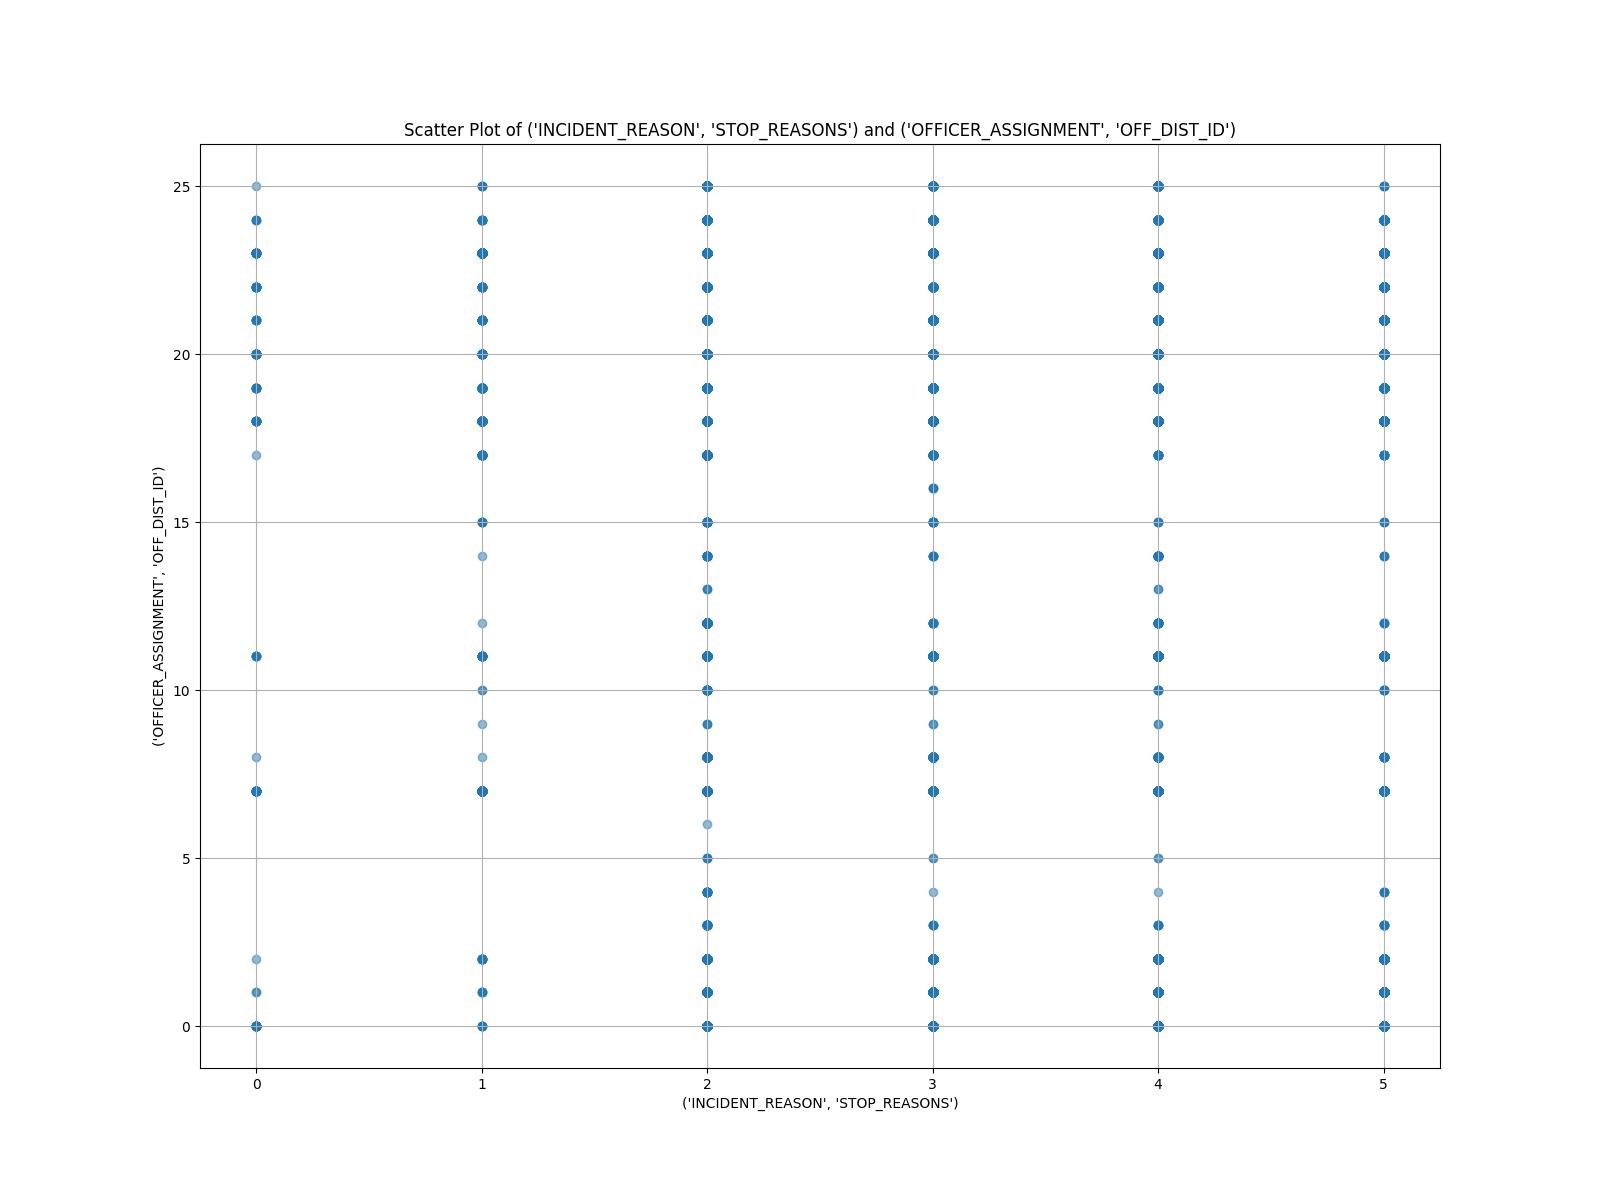 Scatter Plot of ('INCIDENT_REASON', 'STOP_REASONS') and ('OFFICER_ASSIGNMENT', 'OFF_DIST_ID')
('OFFICER_ASSIGNMENT', 'OFF_DIST_ID')
25
20
15
10
5
0
0 1 2 3 4 5
('INCIDENT_REASON', 'STOP_REASONS')